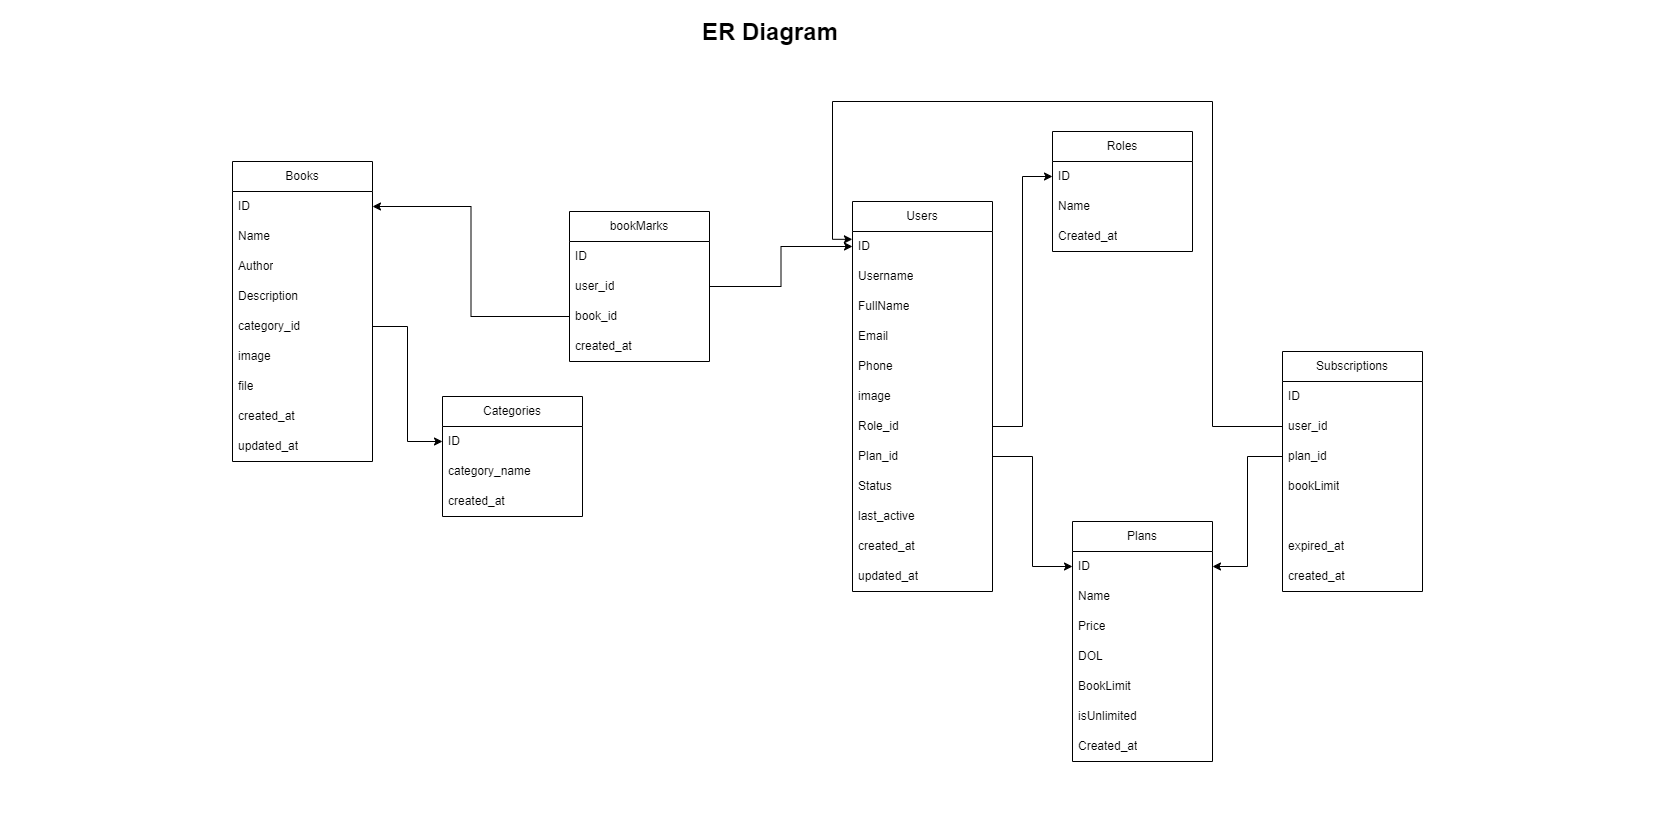 ER Diagram
Books
ID
Name
Author
Description
category_id
image
file
created_at
updated_at
bookMarks
ID
user_id
book_id
created_at
Categories
ID
category_name
created_at
Users
ID
Username
FullName
Email
Phone
image
Role_id
Plan_id
Status
last_active
created_at
updated_at
Roles
ID
Name
Created_at
Plans
ID
Name
Price
DOL
BookLimit
isUnlimited
Created_at
Subscriptions
ID
user_id
plan_id
bookLimit
expired_at
created_at